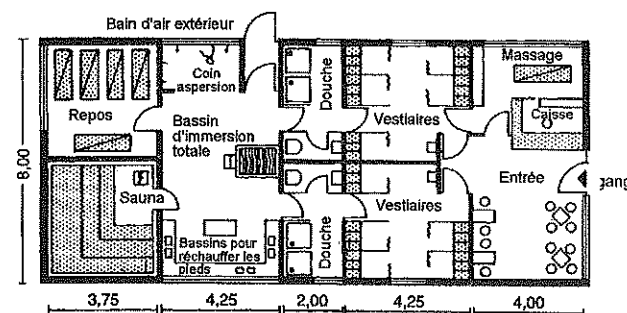 Bain d'air extérieur
Massage
Coin
aspersion
Douche
Repos
Bassin
d'immersion
totale
Vestiaires
Caisse
8,00
Entrée
gang
Sauna
Vestiaires
Bassins pour
réchauffer les
pieds
Douche
3,75
4,25
2,00
4,25
4,00